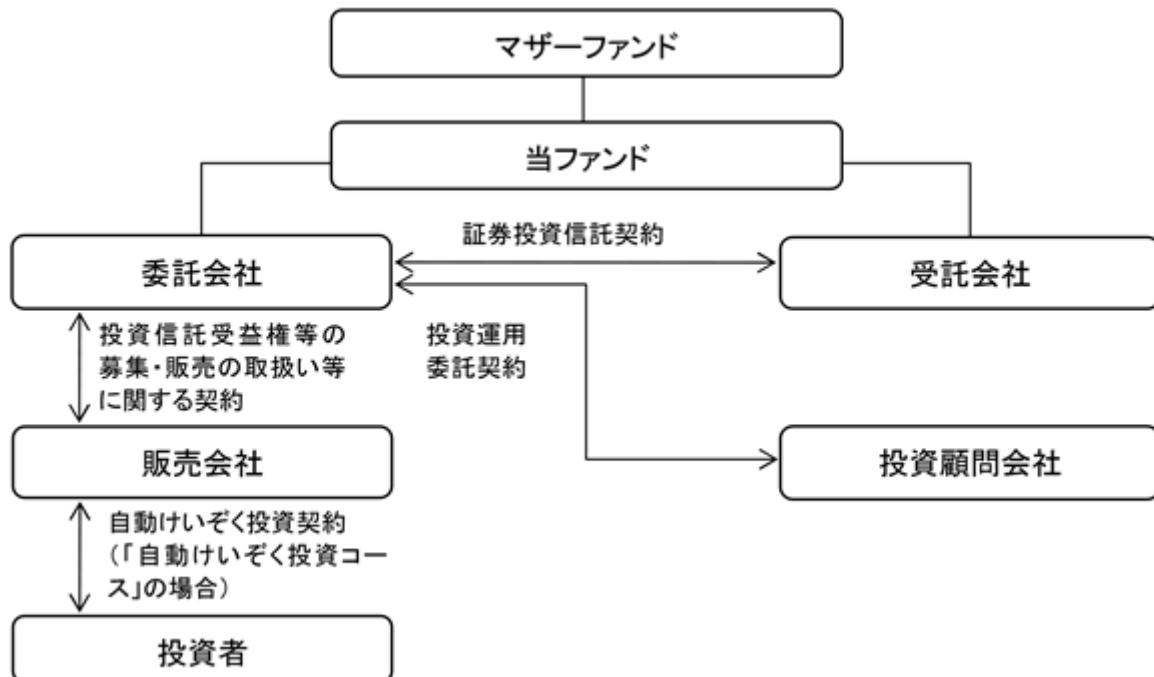 マザーファンド
当ファンド
証券投資信託契約
委託会社
受託会社
投資信託受益権等の
募集・販売の取扱い等
に関する契約
投資運用
委託契約
販売会社
投資顧問会社
自動けいぞく投資契約
（「自動けいぞく投資コー
ス」の場合）
投資者